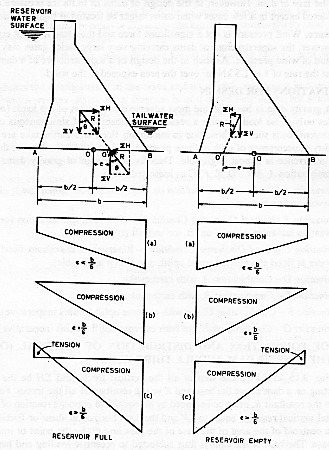 RESERVOIR
WATER
SURFACE
ΣH
ΣV
R
θ
TAILWATER
SURFACE
ΣH
R
ΣV
θ
A
O
O'
B
e
b/2
b/2
b
COMPRESSION
(a)
e < b/6
COMPRESSION
(b)
e = b/6
TENSION
COMPRESSION
(c)
e > b/6
RESERVOIR FULL
ΣH
R
ΣV
A
O'
O
B
e
b/2
b/2
b
COMPRESSION
(a)
e < b/6
COMPRESSION
(b)
e = b/6
TENSION
COMPRESSION
(c)
e > b/6
RESERVOIR EMPTY